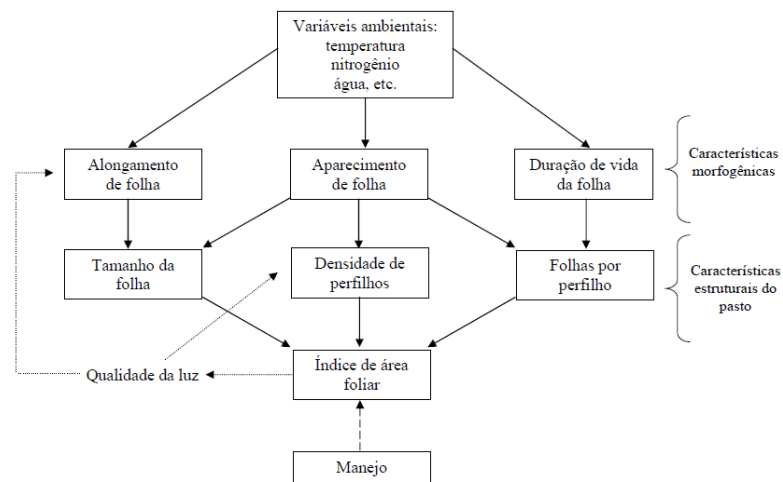 Variáveis ambientais:
temperatura
nitrogênio
água, etc.
Alongamento
de folha
Aparecimento
de folha
Duração de vida
da folha
Características
morfogênicas
Tamanho da
folha
Densidade de
perfilhos
Folhas por
perfilho
Características
estruturais do
pasto
Qualidade da luz
Índice de área
foliar
Manejo